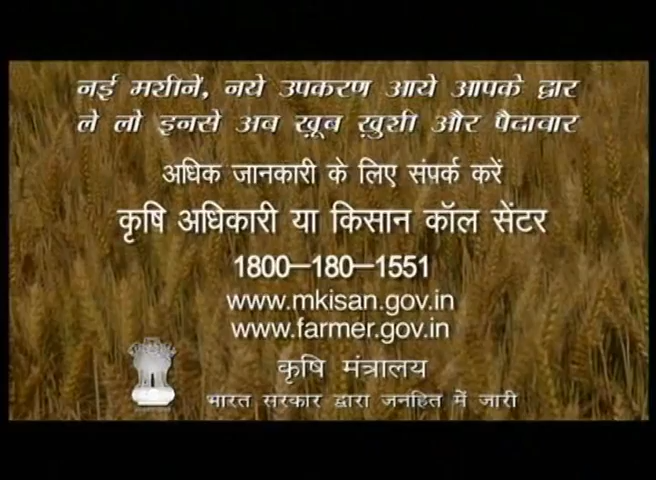 नई मशीनें, नये उपकरण आये आपके द्वार
ले लो इनसे अब ख़ूब ख़ुशी और पैदावार
अधिक जानकारी के लिए संपर्क करें
कृषि अधिकारी या किसान कॉल सेंटर
1800–180–1551
www.mkisan.gov.in
www.farmer.gov.in
कृषि मंत्रालय
भारत सरकार द्वारा जनहित में जारी